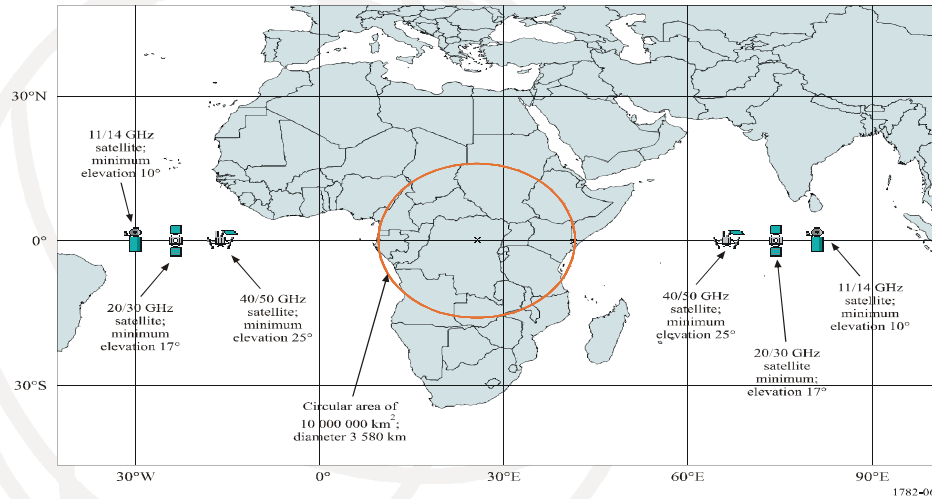 30°N
11/14 GHz
satellite;
minimum
elevation 10°
0°
20/30 GHz
satellite;
minimum
elevation 17°
40/50 GHz
satellite;
minimum
elevation 25°
40/50 GHz
satellite;
minimum
elevation 25°
20/30 GHz
satellite
minimum;
elevation 17°
11/14 GHz
satellite;
minimum
elevation 10°
30°S
Circular area of
10 000 000 km²;
diameter 3 580 km
30°W
0°
30°E
60°E
90°E